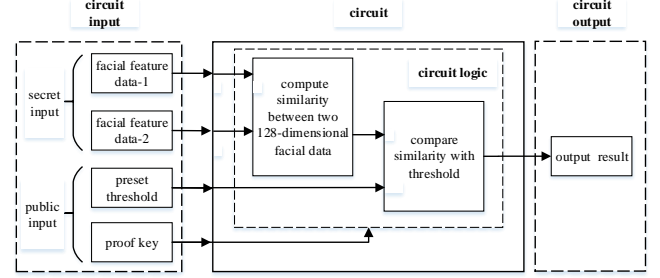 circuit
input
circuit
circuit
output
secret
input
facial feature
data-1
facial feature
data-2
public
input
preset
threshold
proof key
circuit logic
compute
similarity
between two
128-dimensional
facial data
compare
similarity with
threshold
output result